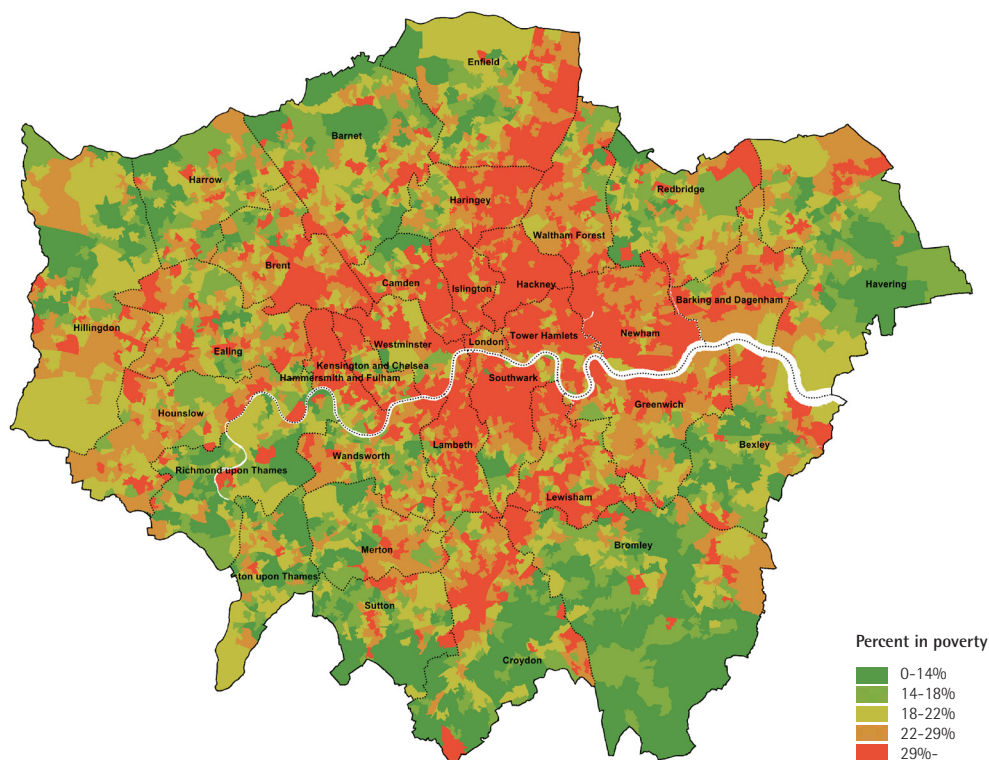 Enfield
Barnet
Harrow
Haringey
Redbridge
Waltham Forest
Brent
Camden
Islington
Hackney
Havering
Barking and Dagenham
Hillingdon
Ealing
Westminster
London
Tower Hamlets
Newham
Kensington and Chelsea
Hammersmith and Fulham
Southwark
Greenwich
Hounslow
Lambeth
Wandsworth
Bexley
Richmond upon Thames
Lewisham
Bromley
Merton
ton upon Thames
Sutton
Croydon
Percent in poverty
0-14%
14-18%
18-22%
22-29%
29%-